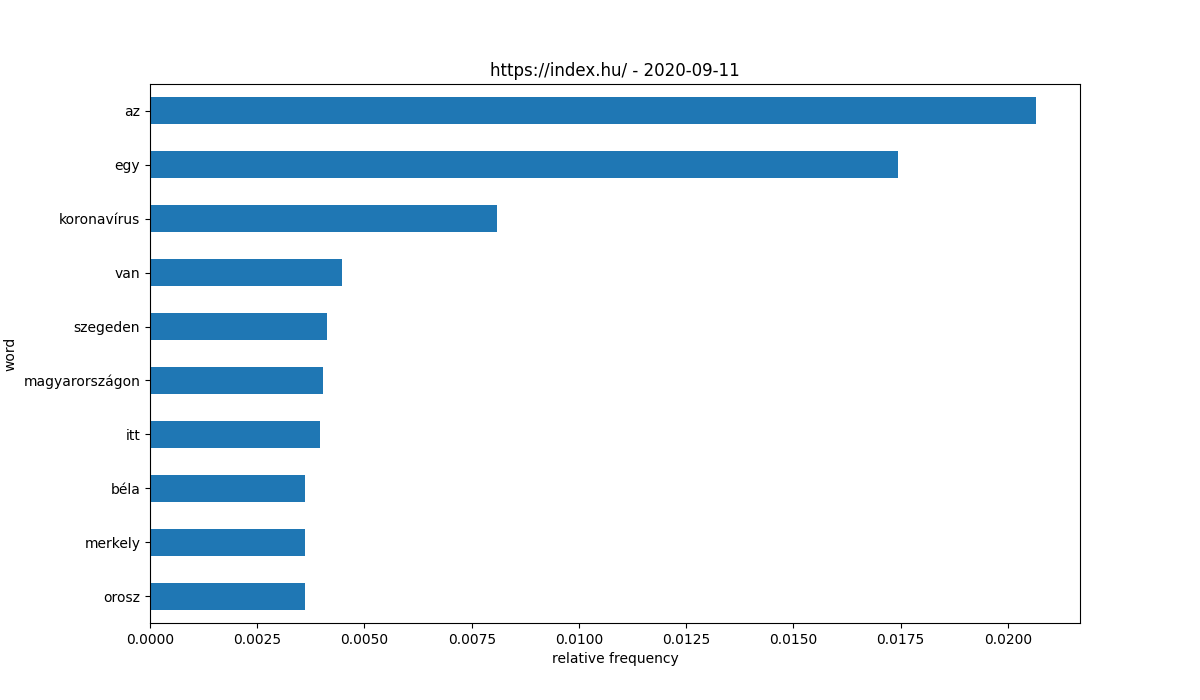 https://index.hu/ - 2020-09-11
az
egy
koronavírus
van
szegeden
magyarországon
itt
béla
merkely
orosz
word
0.0000 0.0025 0.0050 0.0075 0.0100 0.0125 0.0150 0.0175 0.0200
relative frequency